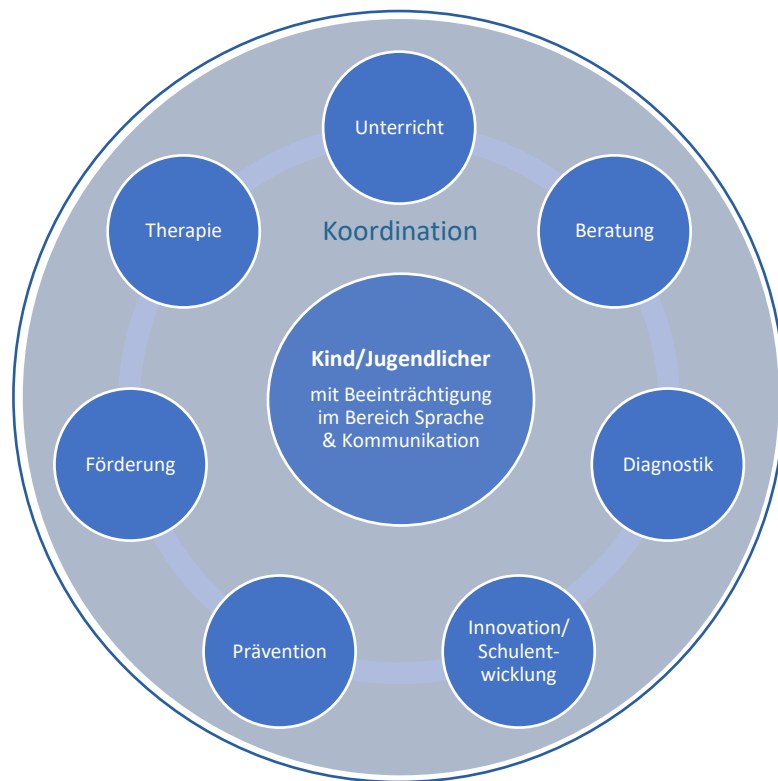 Unterricht
Therapie
Beratung
Koordination
Kind/Jugendlicher
mit Beeinträchtigung
im Bereich Sprache
& Kommunikation
Förderung
Diagnostik
Prävention
Innovation/
Schulent-
wicklung